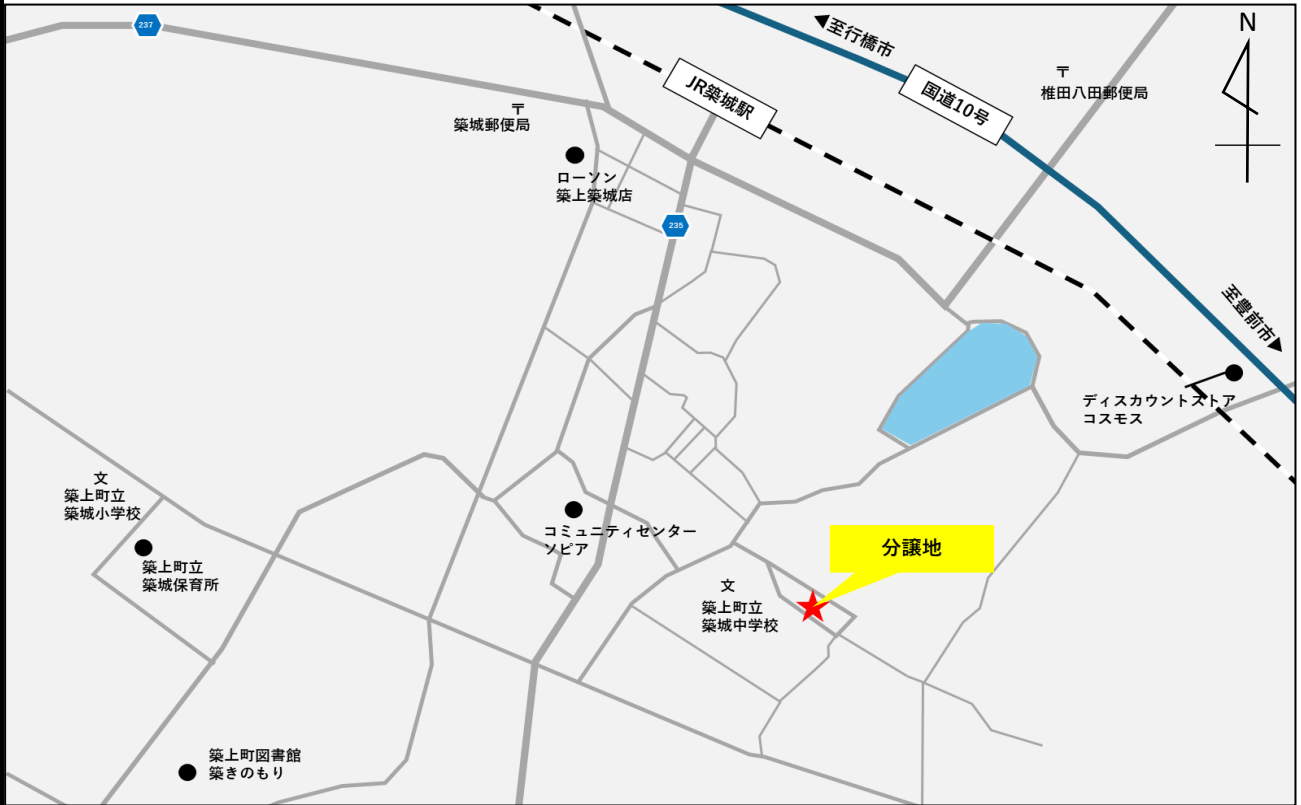 237
至行橋市
N
JR築城駅
国道10号
〒
椎田八田郵便局
〒
築城郵便局
ローソン
築上築城店
235
至豊前市
ディスカウントストア
コスモス
文
築上町立
築城小学校
築上町立
築城保育所
コミュニティセンター
ソピア
分譲地
文
築上町立
築城中学校
築上町図書館
築きのもり